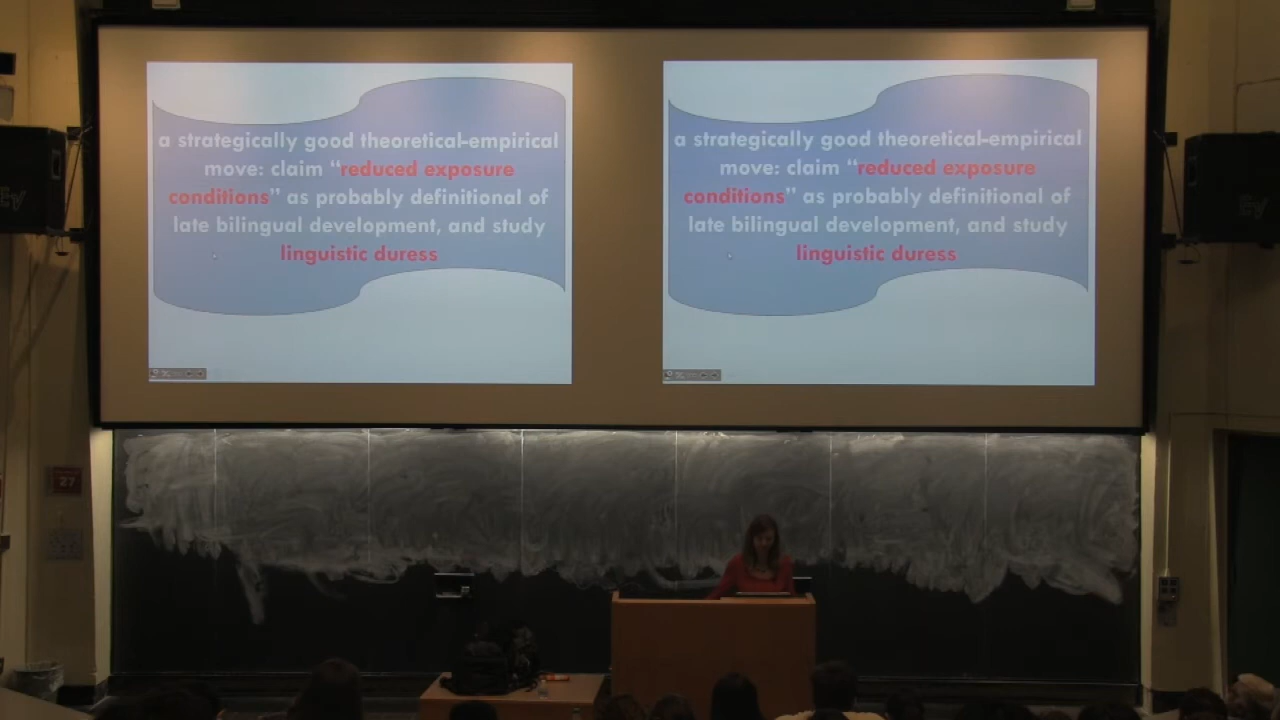 a strategically good theoretical-empirical
move: claim “reduced exposure
conditions” as probably definitional of
late bilingual development, and study
linguistic duress
a strategically good theoretical-empirical
move: claim “reduced exposure
conditions” as probably definitional of
late bilingual development, and study
linguistic duress
27